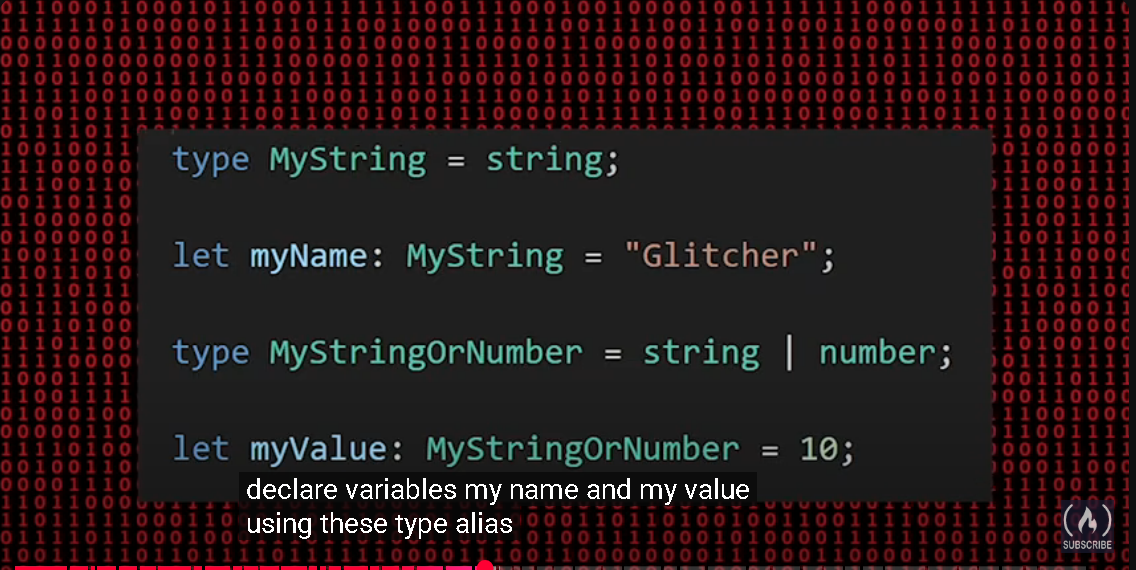 type MyString = string;
let myName: MyString = "Glitcher";
type MyStringOrNumber = string | number;
let myValue: MyStringOrNumber = 10;
declare variables my name and my value
using these type alias
SUBSCRIBE